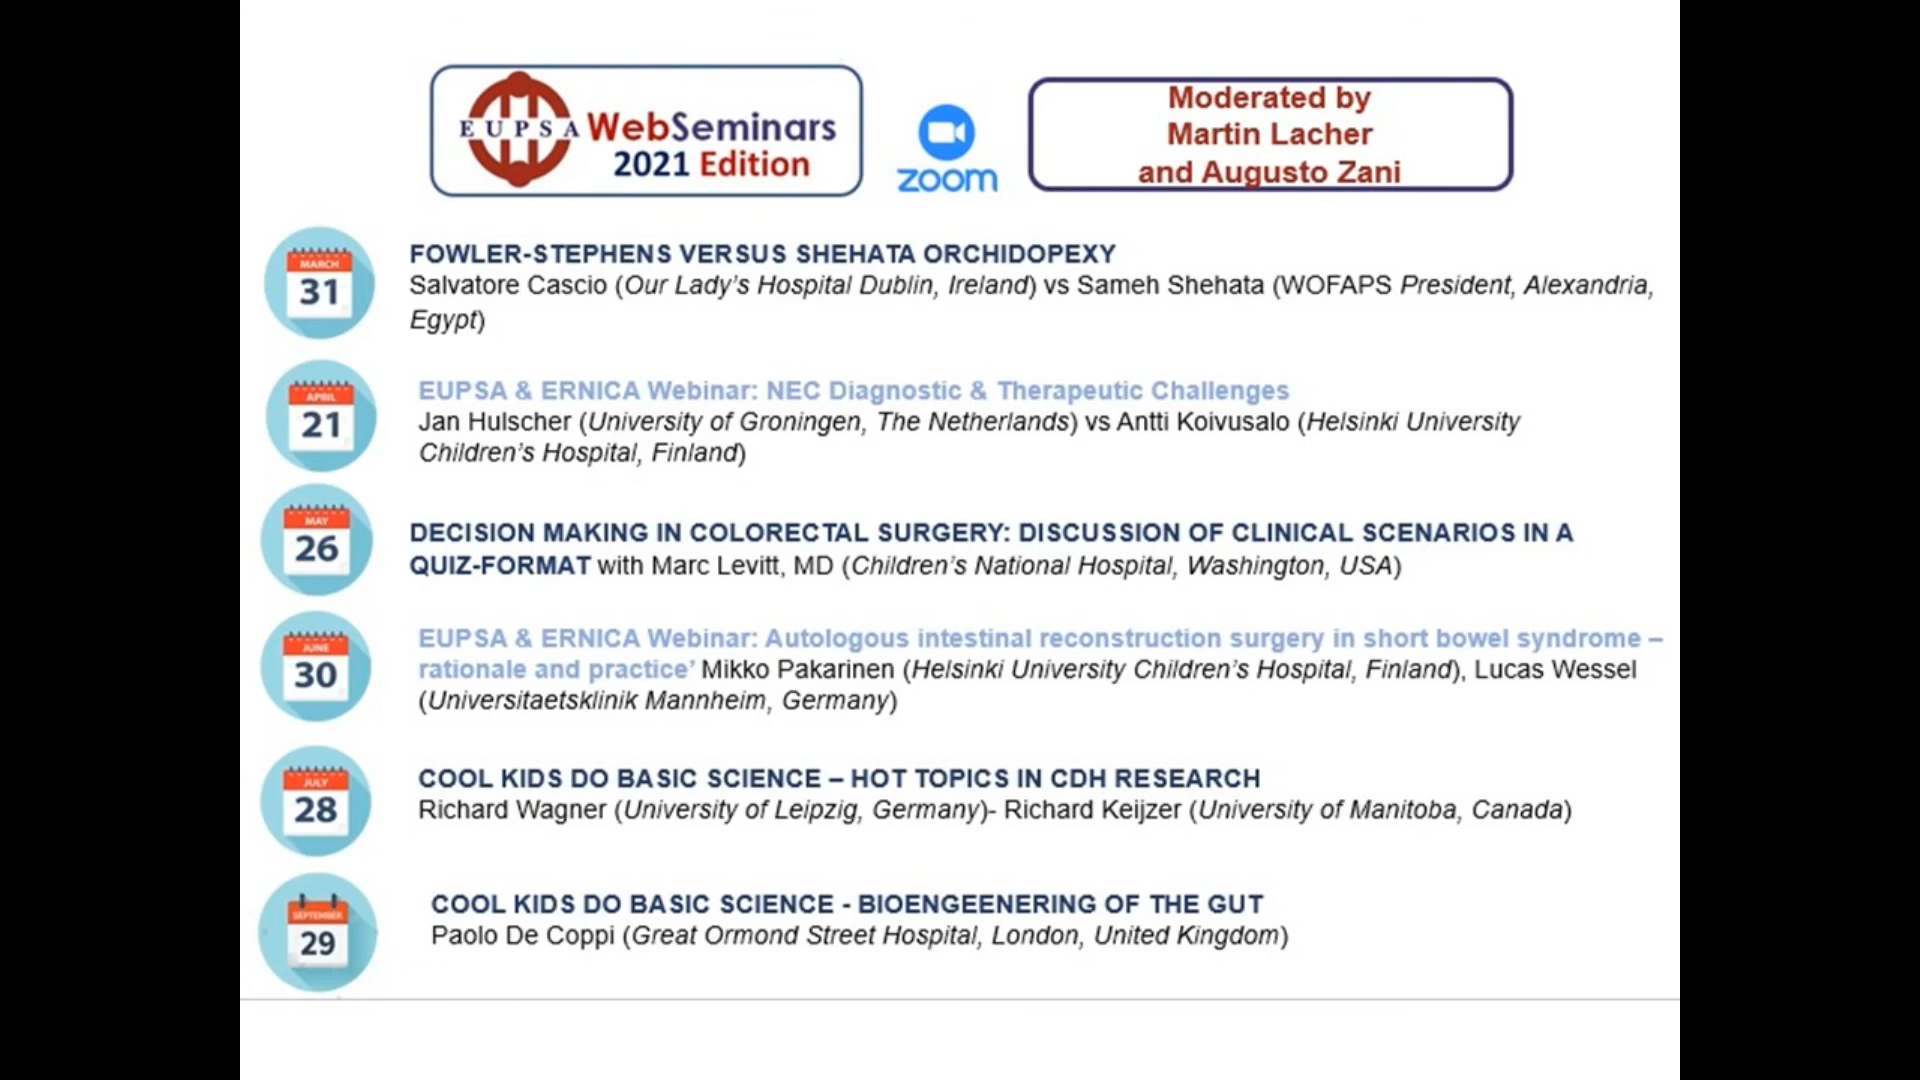 EUPSA WebSeminars
2021 Edition
zoom
Moderated by
Martin Lacher
and Augusto Zani
MARCH
31
FOWLER-STEPHENS VERSUS SHEHATA ORCHIDOPEXY
Salvatore Cascio (Our Lady's Hospital Dublin, Ireland) vs Sameh Shehata (WOFAPS President, Alexandria,
Egypt)
APRIL
21
EUPSA & ERNICA Webinar: NEC Diagnostic & Therapeutic Challenges
Jan Hulscher (University of Groningen, The Netherlands) vs Antti Koivusalo (Helsinki University
Children's Hospital, Finland)
MAY
26
DECISION MAKING IN COLORECTAL SURGERY: DISCUSSION OF CLINICAL SCENARIOS IN A
QUIZ-FORMAT with Marc Levitt, MD (Children's National Hospital, Washington, USA)
JUNE
30
EUPSA & ERNICA Webinar: Autologous intestinal reconstruction surgery in short bowel syndrome –
rationale and practice' Mikko Pakarinen (Helsinki University Children's Hospital, Finland), Lucas Wessel
(Universitaetsklinik Mannheim, Germany)
JULY
28
COOL KIDS DO BASIC SCIENCE – HOT TOPICS IN CDH RESEARCH
Richard Wagner (University of Leipzig, Germany)- Richard Keijzer (University of Manitoba, Canada)
SEPTEMBER
29
COOL KIDS DO BASIC SCIENCE - BIOENGEENERING OF THE GUT
Paolo De Coppi (Great Ormond Street Hospital, London, United Kingdom)